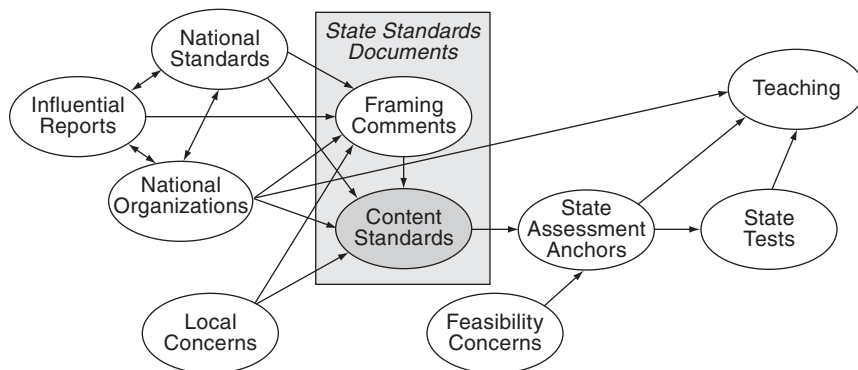 State Standards
Documents
National
Standards
Influential
Reports
Framing
Comments
Teaching
National
Organizations
Content
Standards
State
Assessment
Anchors
State
Tests
Local
Concerns
Feasibility
Concerns